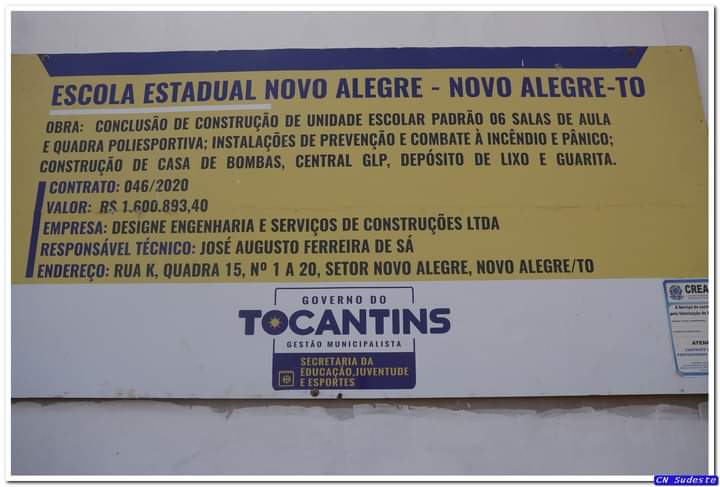 ESCOLA ESTADUAL NOVO ALEGRE - NOVO ALEGRE-TO
OBRA: CONCLUSÃO DE CONSTRUÇÃO DE UNIDADE ESCOLAR PADRÃO 06 SALAS DE AULA
E QUADRA POLIESPORTIVA; INSTALAÇÕES DE PREVENÇÃO E COMBATE À INCÊNDIO E PÂNICO;
CONSTRUÇÃO DE CASA DE BOMBAS, CENTRAL GLP, DEPÓSITO DE LIXO E GUARITA.
CONTRATO: 046/2020
VALOR: R$ 1.600.893,40
EMPRESA: DESIGNE ENGENHARIA E SERVIÇOS DE CONSTRUÇÕES LTDA
RESPONSÁVEL TÉCNICO: JOSÉ AUGUSTO FERREIRA DE SÁ
ENDEREÇO: RUA K, QUADRA 15, Nº 1 A 20, SETOR NOVO ALEGRE, NOVO ALEGRE/TO
GOVERNO DO
TOCANTINS
GESTÃO MUNICIPALISTA
SECRETARIA DA
EDUCAÇÃO, JUVENTUDE
E ESPORTES
CREA
CN Sudeste